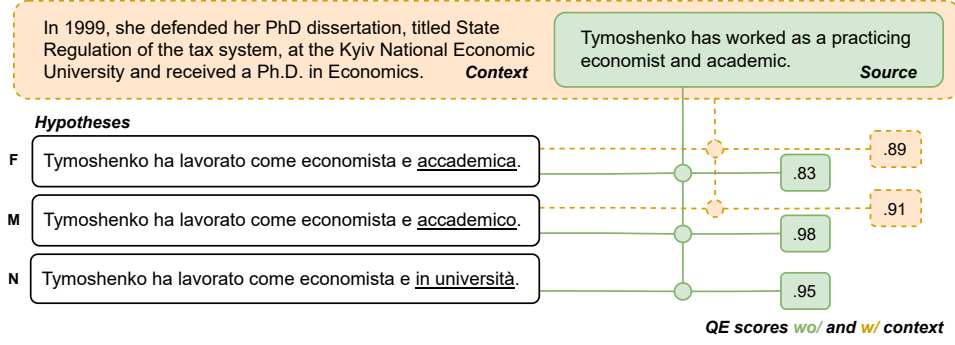 In 1999, she defended her PhD dissertation, titled State
Regulation of the tax system, at the Kyiv National Economic
University and received a Ph.D. in Economics. Context
Tymoshenko has worked as a practicing
economist and academic.
Source
Hypotheses
F Tymoshenko ha lavorato come economista e accademica.
.89
.83
M Tymoshenko ha lavorato come economista e accademico.
.91
.98
N Tymoshenko ha lavorato come economista e in università.
.95
QE scores wo/ and w/ context